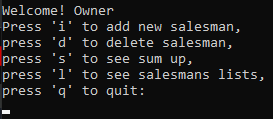 Welcome! Owner
Press 'i' to add new salesman,
Press 'd' to delete salesman,
Press 's' to see sum up,
Press 'l' to see salesmans lists,
Press 'q' to quit: